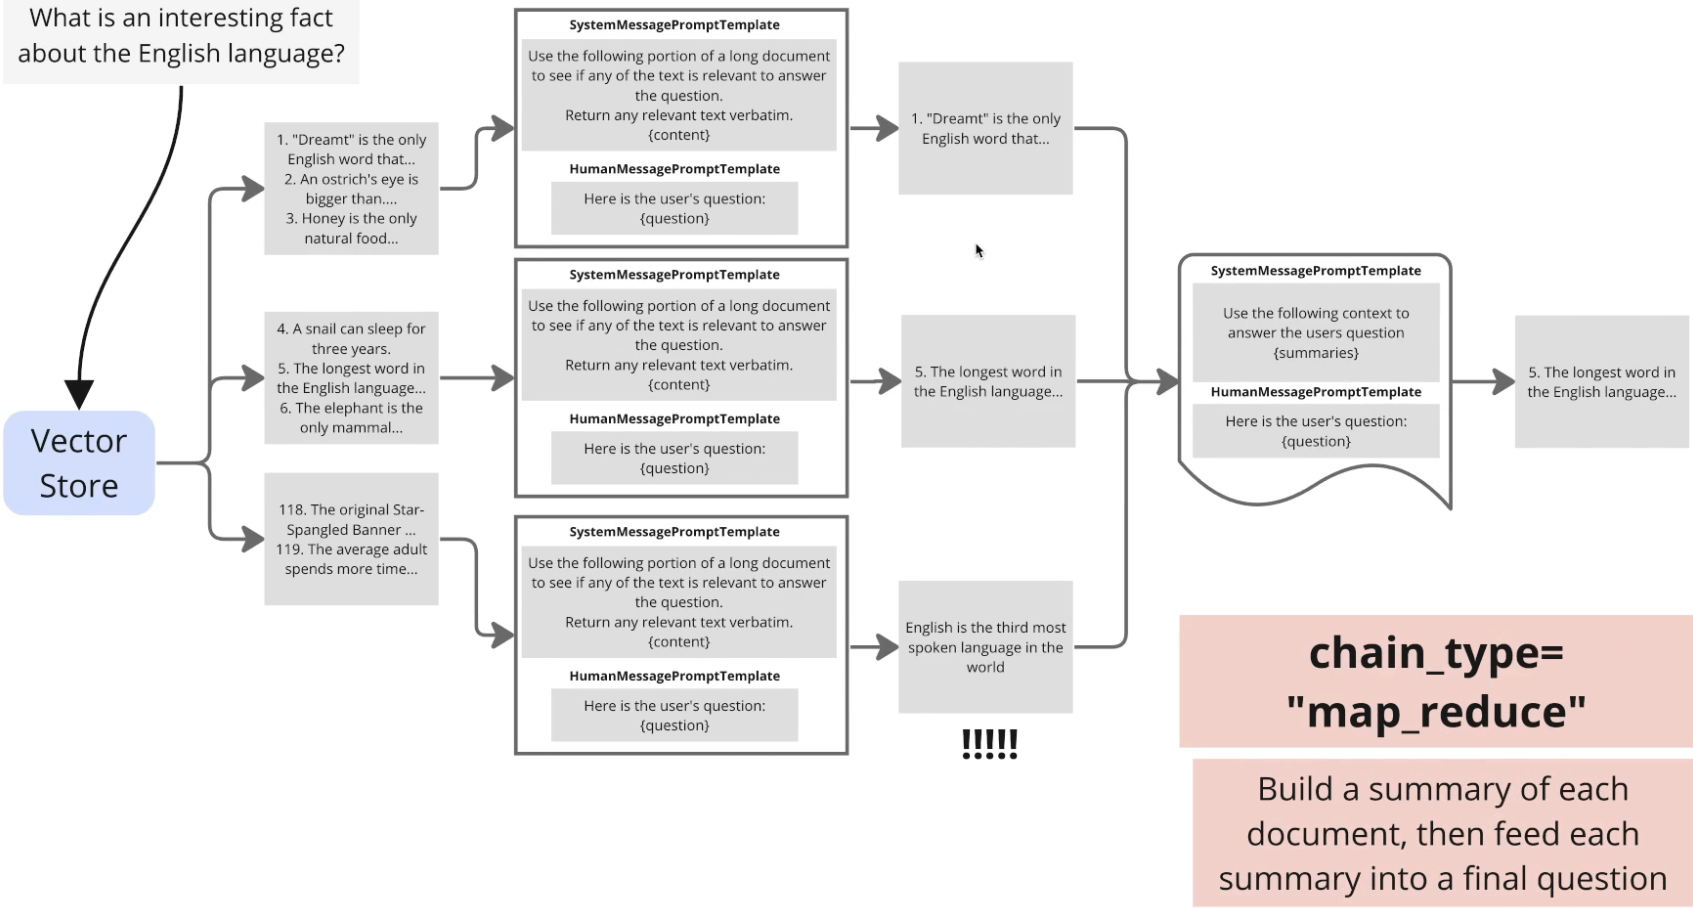 What is an interesting fact
about the English language?
Vector
Store
1. "Dreamt" is the only
English word that...
2. An ostrich's eye is
bigger than....
3. Honey is the only
natural food...
4. A snail can sleep for
three years.
5. The longest word in
the English language...
6. The elephant is the
only mammal...
118. The original Star-
Spangled Banner ...
119. The average adult
spends more time...
SystemMessagePromptTemplate
Use the following portion of a long document
to see if any of the text is relevant to answer
the question.
Return any relevant text verbatim.
{content}
HumanMessagePromptTemplate
Here is the user's question:
{question}
SystemMessagePromptTemplate
Use the following portion of a long document
to see if any of the text is relevant to answer
the question.
Return any relevant text verbatim.
{content}
HumanMessagePromptTemplate
Here is the user's question:
{question}
SystemMessagePromptTemplate
Use the following portion of a long document
to see if any of the text is relevant to answer
the question.
Return any relevant text verbatim.
{content}
HumanMessagePromptTemplate
Here is the user's question:
{question}
1. "Dreamt" is the only
English word that...
5. The longest word in
the English language...
English is the third most
spoken language in the
world
!!!!!
SystemMessagePromptTemplate
Use the following context to
answer the users question
{summaries}
HumanMessagePromptTemplate
Here is the user's question:
{question}
5. The longest word in
the English language...
chain_type=
"map_reduce"
Build a summary of each
document, then feed each
summary into a final question